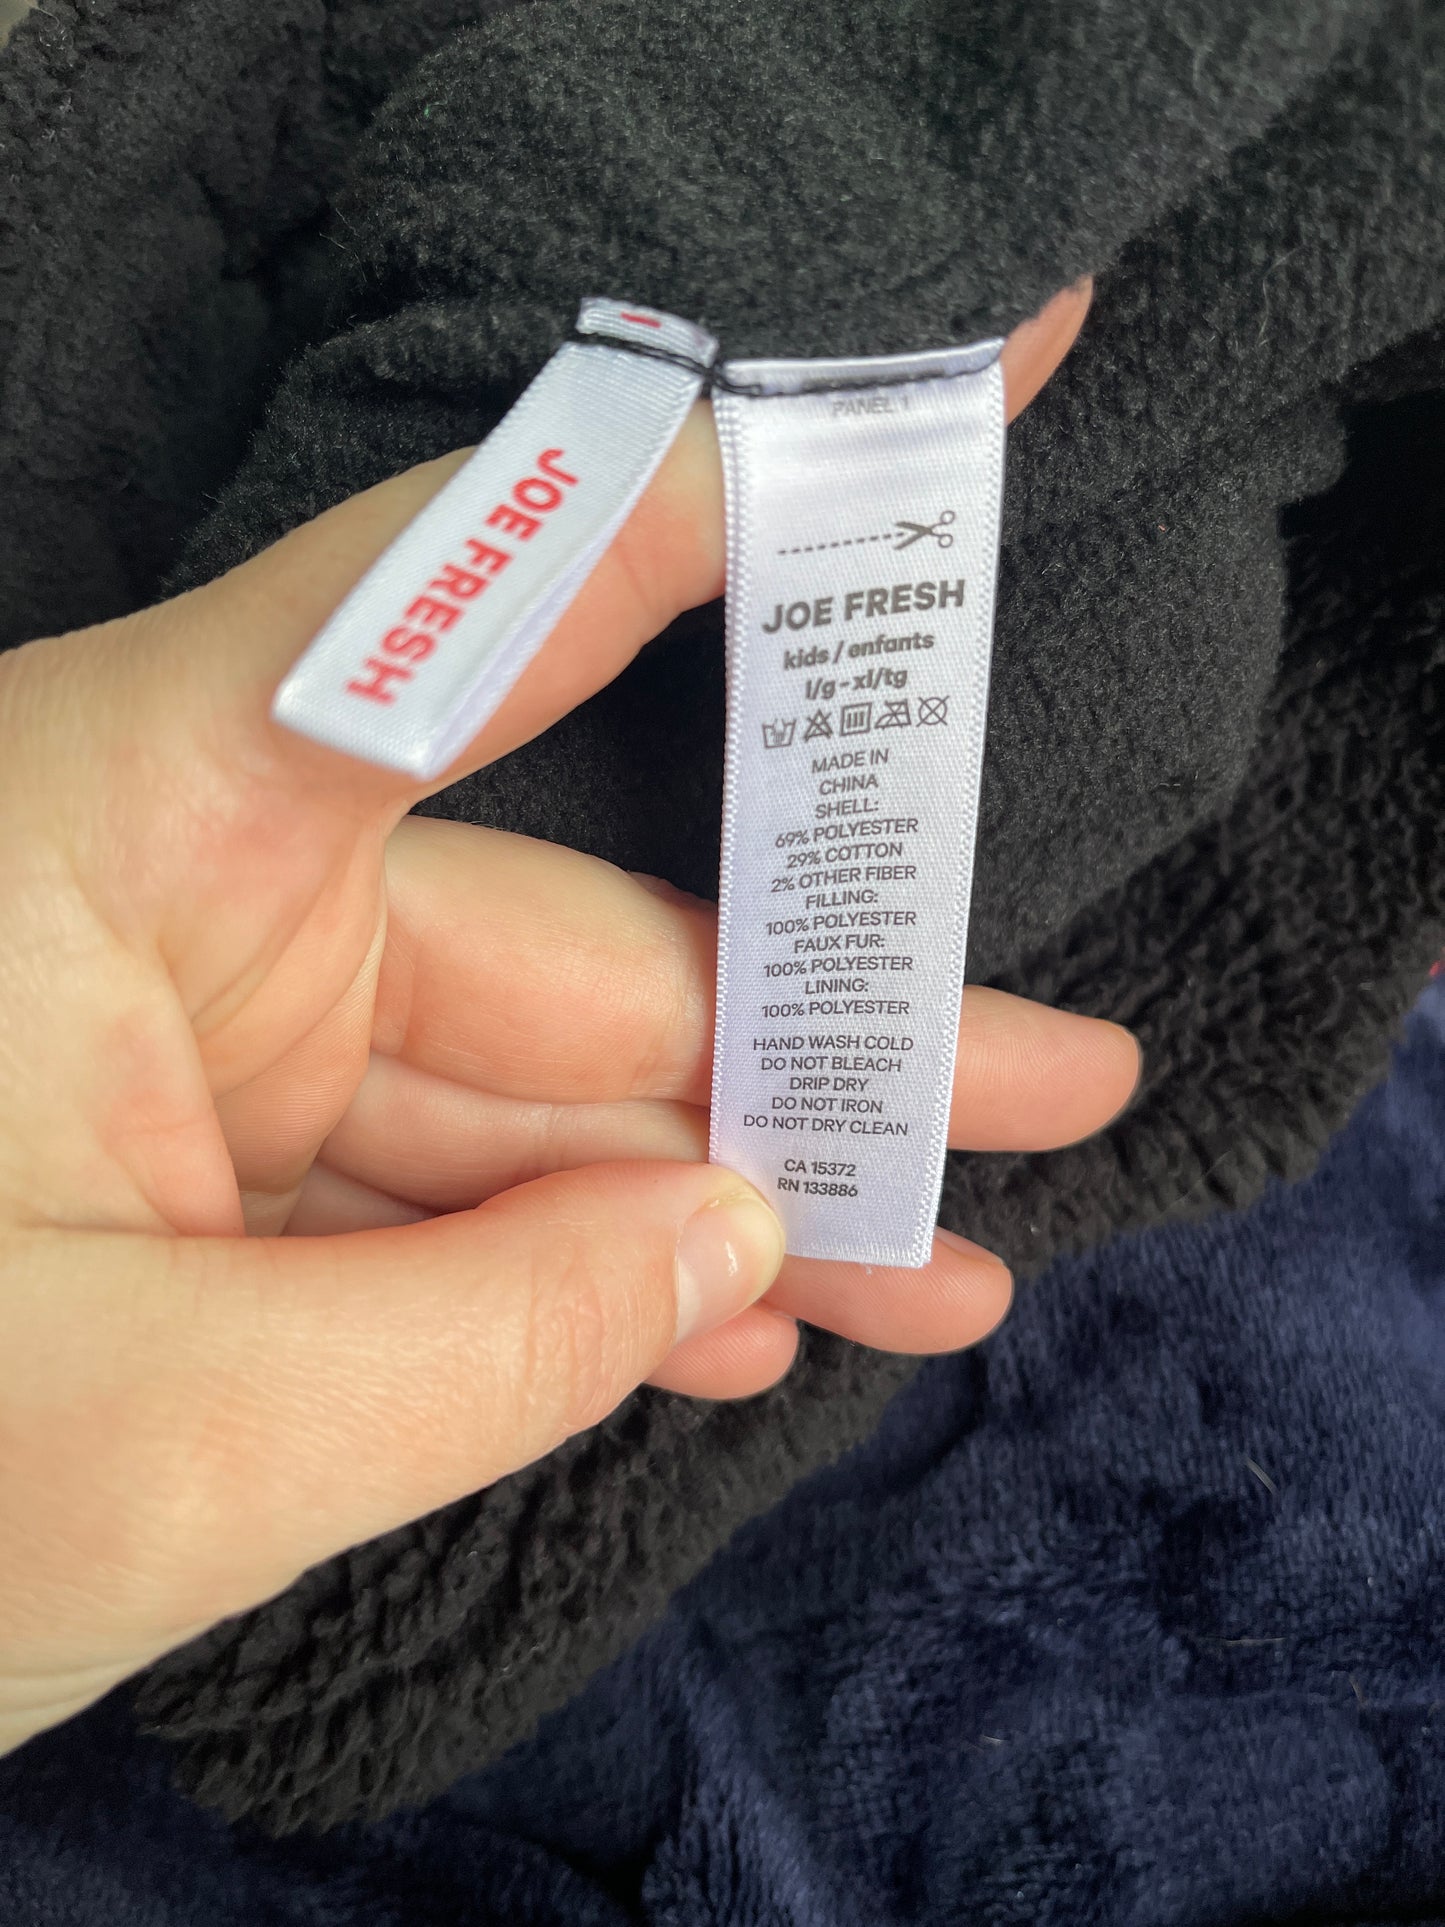 JOE FRESH
PANEL 1
JOE FRESH
kids / enfants
l/g - xl/tg
MADE IN
CHINA
SHELL:
69% POLYESTER
29% COTTON
2% OTHER FIBER
FILLING:
100% POLYESTER
FAUX FUR:
100% POLYESTER
LINING:
100% POLYESTER
HAND WASH COLD
DO NOT BLEACH
DRIP DRY
DO NOT IRON
DO NOT DRY CLEAN
CA 15372
RN 133886